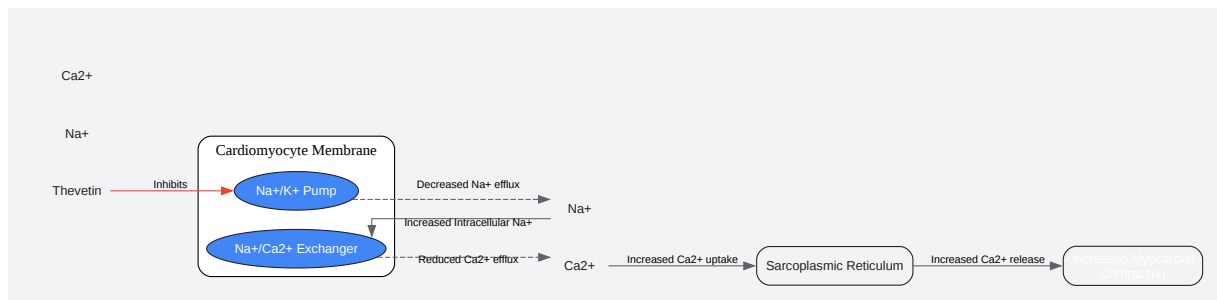 Ca2+
Na+
Cardiomyocyte Membrane
Thevetin
Inhibits
Na+/K+ Pump
Decreased Na+ efflux
Na+
Increased Intracellular Na+
Na+/Ca2+ Exchanger
Reduced Ca2+ efflux
Ca2+
Increased Ca2+ uptake
Sarcoplasmic Reticulum
Increased Ca2+ release
Increased Myocardial
Contraction